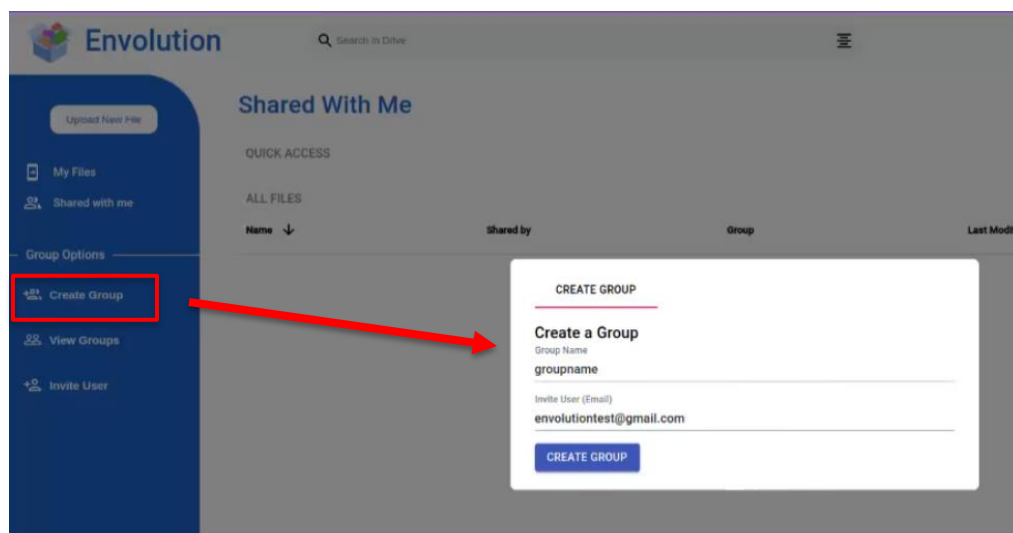 Envolution
Search in Drive
Upload New File
My Files
Shared with me
Group Options
Create Group
View Groups
Invite User
Shared With Me
QUICK ACCESS
ALL FILES
Name
Shared by
Group
Last Modi
CREATE GROUP
Create a Group
Group Name
groupname
Invite User (Email)
envolutiontest@gmail.com
CREATE GROUP